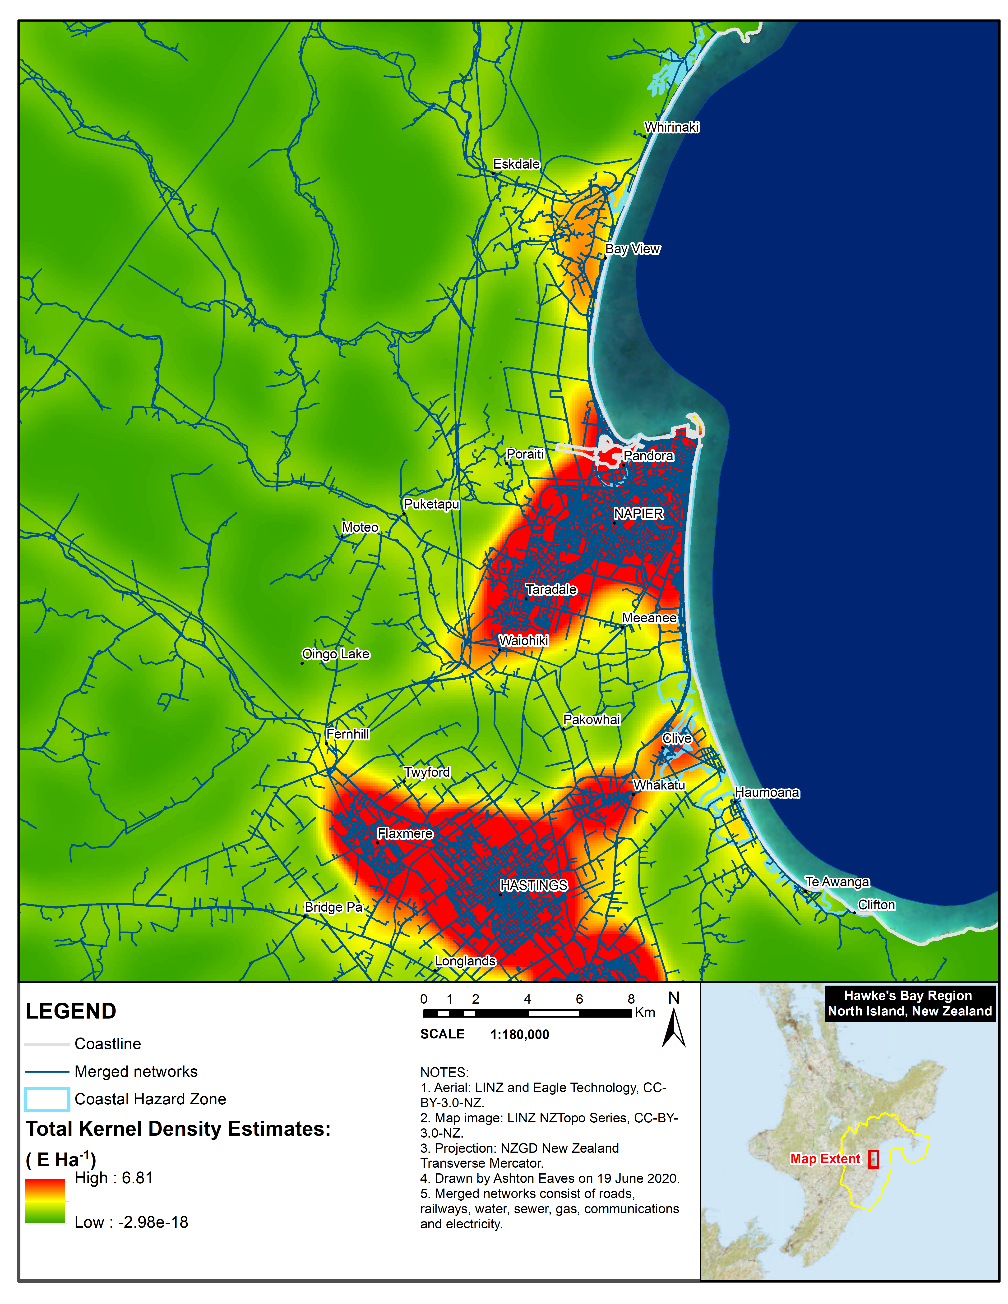 Whirinaki
Eskdale
Bay View
Poraiti
Pandora
Puketapu
NAPIER
Moteo
Taradale
Meeanee
Waiohiki
Oingo Lake
Pakowhai
Fernhill
Clive
Twyford
Whakatu
Haumoana
Flaxmere
Te Awanga
HASTINGS
Clifton
Bridge Pa
Longlands
LEGEND
Coastline
Merged networks
Coastal Hazard Zone
Total Kernel Density Estimates:
( E Ha-1)
High : 6.81
Low : -2.98e-18
0 1 2 4 6 8
Km
SCALE 1:180,000
N
NOTES:
1. Aerial: LINZ and Eagle Technology, CC-
BY-3.0-NZ.
2. Map image: LINZ NZTopo Series, CC-BY-
3.0-NZ.
3. Projection: NZGD New Zealand
Transverse Mercator.
4. Drawn by Ashton Eaves on 19 June 2020.
5. Merged networks consist of roads,
railways, water, sewer, gas, communications
and electricity.
Hawke's Bay Region
North Island, New Zealand
Map Extent